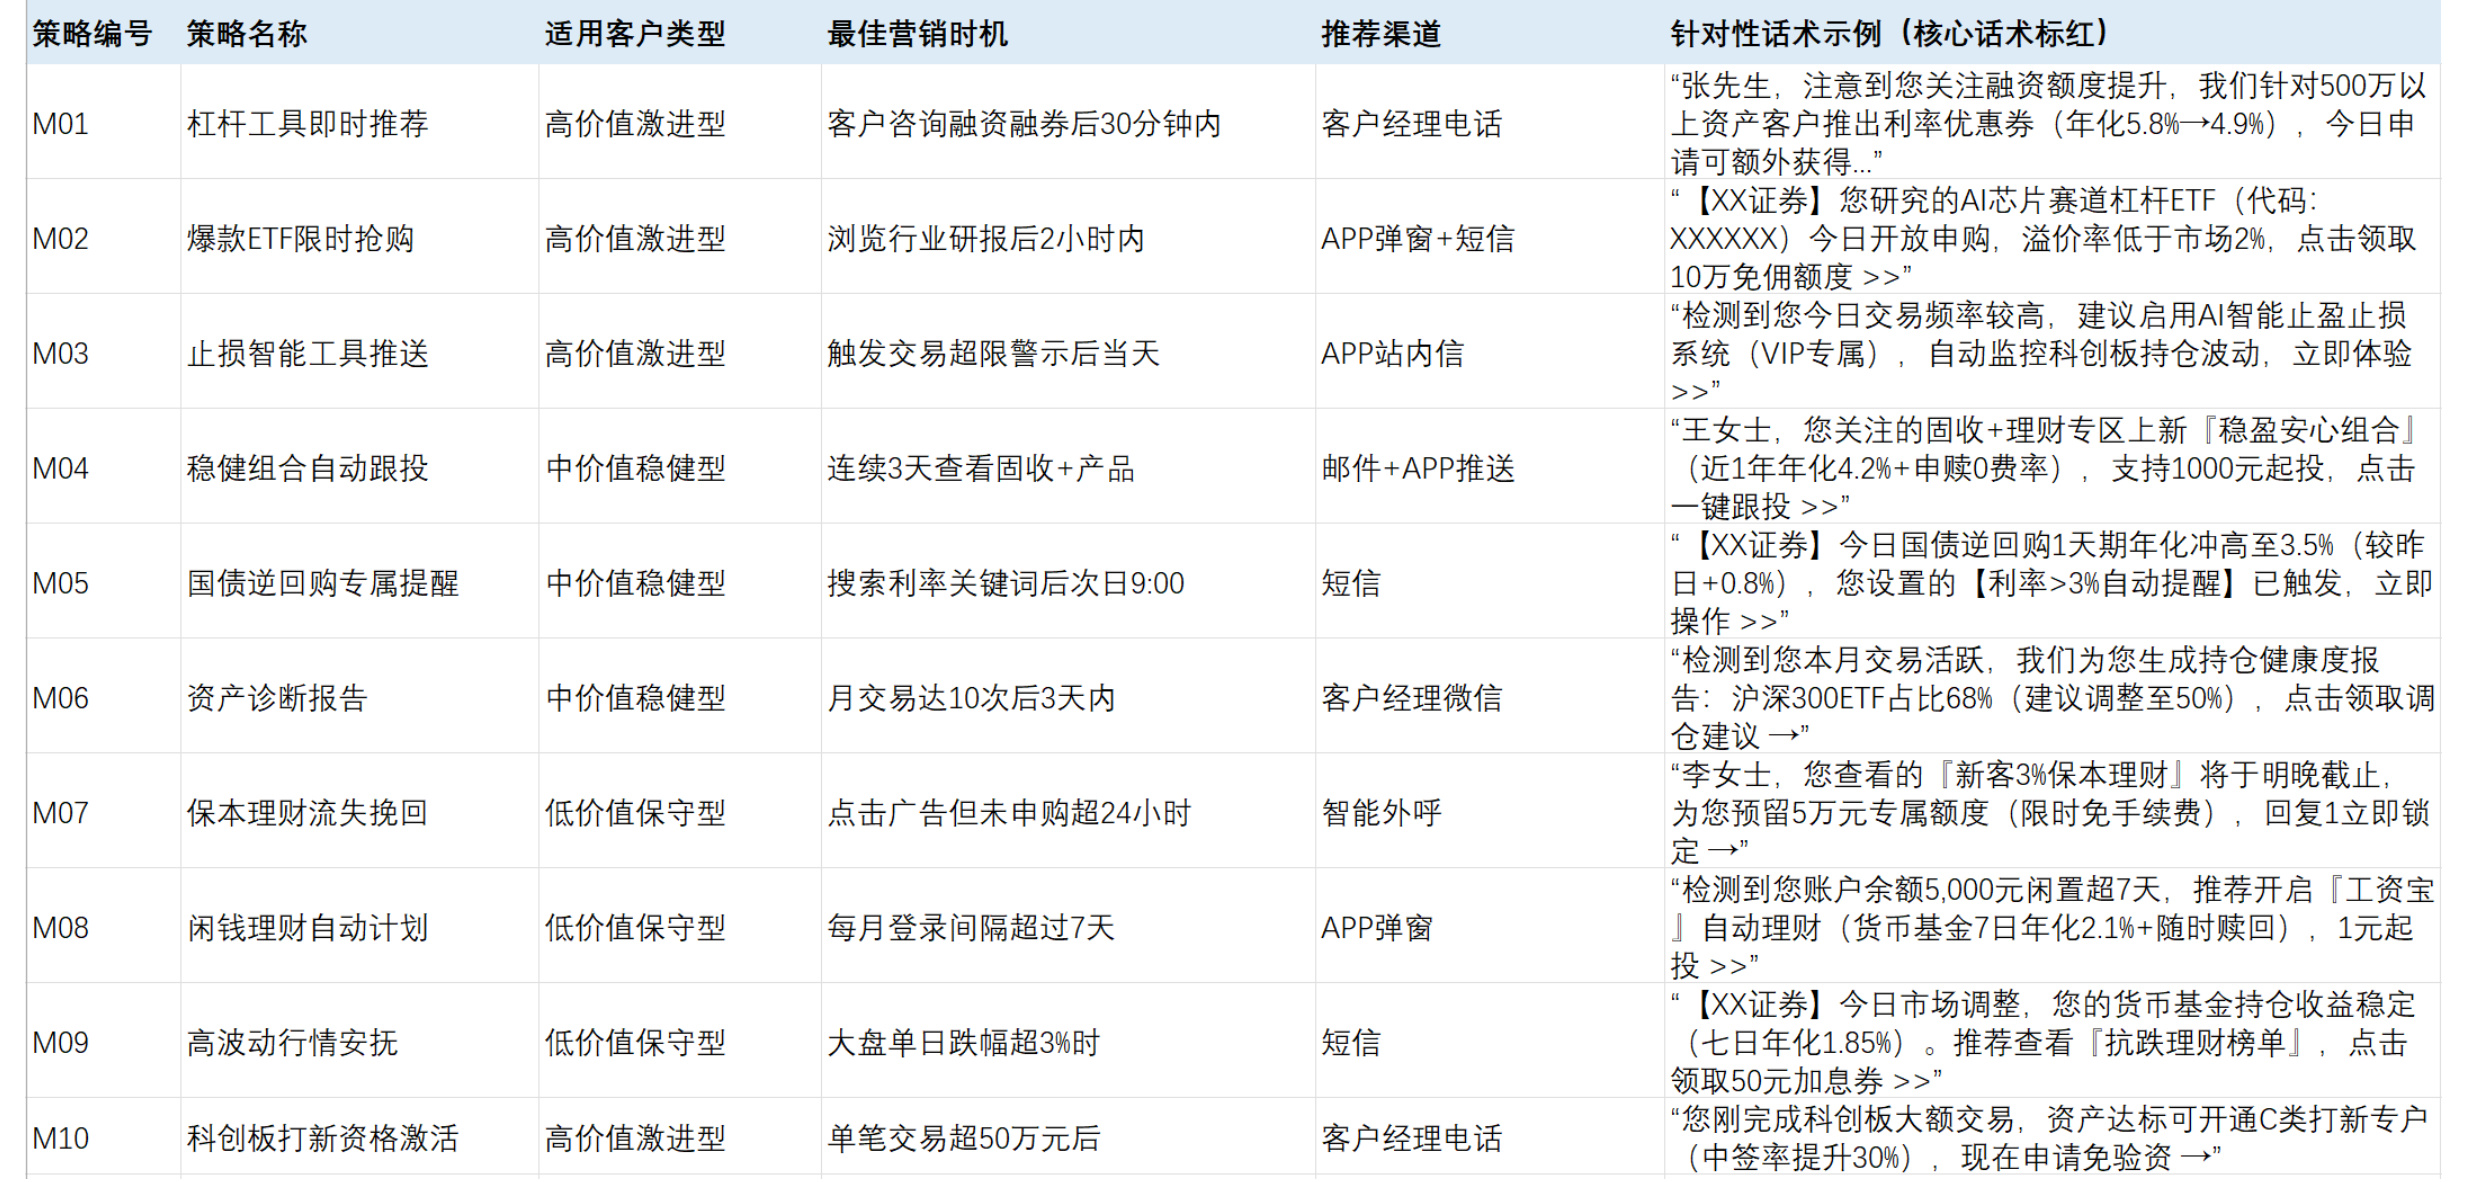 策略编号 策略名称 适用客户类型 最佳营销时机 推荐渠道 针对性话术示例（核心话术标红）
M01 杠杆工具即时推荐 高价值激进型 客户咨询融资融券后30分钟内 客户经理电话
“张先生，注意到您关注融资额度提升，我们针对500万以
上资产客户推出利率优惠券（年化5.8%→4.9%），今日申
请可额外获得...”
M02 爆款ETF限时抢购 高价值激进型 浏览行业研报后2小时内 APP弹窗+短信
“【XX证券】您研究的AI芯片赛道杠杆ETF（代码：
XXXXXX）今日开放申购，溢价率低于市场2%，点击领取
10万免佣额度 >>”
M03 止损智能工具推送 高价值激进型 触发交易超限警示后当天 APP站内信
“检测到您今日交易频率较高，建议启用AI智能止盈止损
系统（VIP专属），自动监控科创板持仓波动，立即体验
>>”
M04 稳健组合自动跟投 中价值稳健型 连续3天查看固收+产品 邮件+APP推送
“王女士，您关注的固收+理财专区上新『稳盈安心组合』
（近1年年化4.2%+申赎0费率），支持1000元起投，点击
一键跟投 >>”
M05 国债逆回购专属提醒 中价值稳健型 搜索利率关键词后次日9:00 短信
“【XX证券】今日国债逆回购1天期年化冲高至3.5%（较昨
日+0.8%），您设置的【利率>3%自动提醒】已触发，立即
操作 >>”
M06 资产诊断报告 中价值稳健型 月交易达10次后3天内 客户经理微信
“检测到您本月交易活跃，我们为您生成持仓健康度报
告：沪深300ETF占比68%（建议调整至50%），点击领取调
仓建议 →”
M07 保本理财流失挽回 低价值保守型 点击广告但未申购超24小时 智能外呼
“李女士，您查看的『新客3%保本理财』将于明晚截止，
为您预留5万元专属额度（限时免手续费），回复1立即锁
定 →”
M08 闲钱理财自动计划 低价值保守型 每月登录间隔超过7天 APP弹窗
“检测到您账户余额5,000元闲置超7天，推荐开启『工资宝
』自动理财（货币基金7日年化2.1%+随时赎回），1元起
投 >>”
M09 高波动行情安抚 低价值保守型 大盘单日跌幅超3%时 短信
“【XX证券】今日市场调整，您的货币基金持仓收益稳定
（七日年化1.85%）。推荐查看『抗跌理财榜单』，点击
领取50元加息券 >>”
M10 科创板打新资格激活 高价值激进型 单笔交易超50万元后 客户经理电话
“您刚完成科创板大额交易，资产达标可开通C类打新专户
（中签率提升30%），现在申请免验资 →”